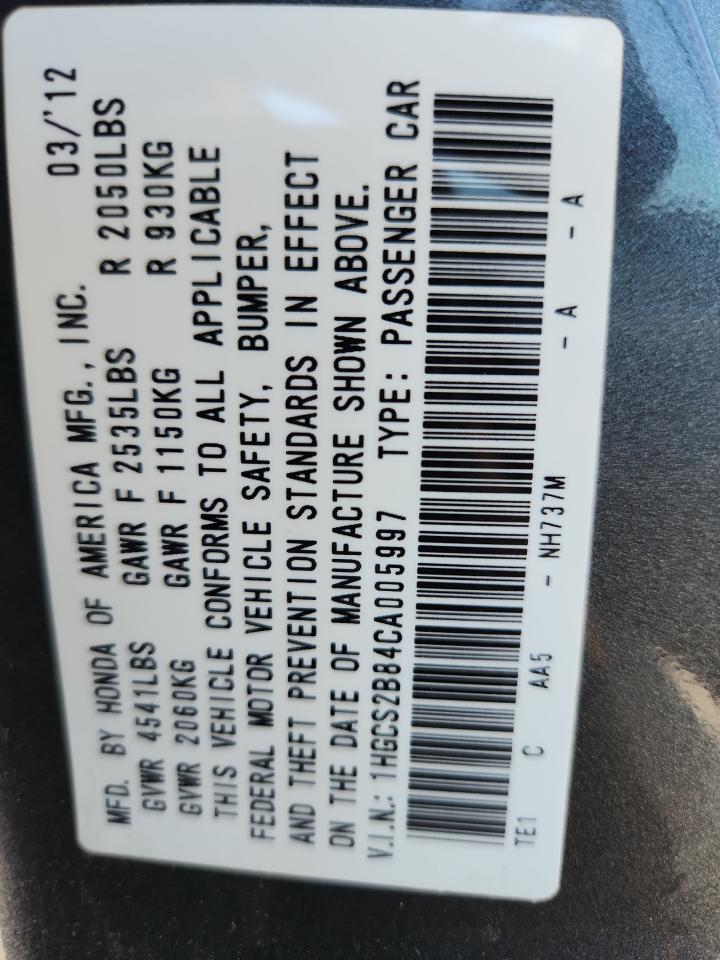 MFD. BY HONDA OF AMERICA MFG., INC. 03/'12
GVWR 4541LBS GAWR F 2535LBS R 2050LBS
GVWR 2060KG GAWR F 1150KG R 930KG
THIS VEHICLE CONFORMS TO ALL APPLICABLE
FEDERAL MOTOR VEHICLE SAFETY, BUMPER,
AND THEFT PREVENTION STANDARDS IN EFFECT
ON THE DATE OF MANUFACTURE SHOWN ABOVE.
V.I.N.: 1HGCS2B84CA005997 TYPE: PASSENGER CAR
TE1 C AA5 - NH737M - A - A